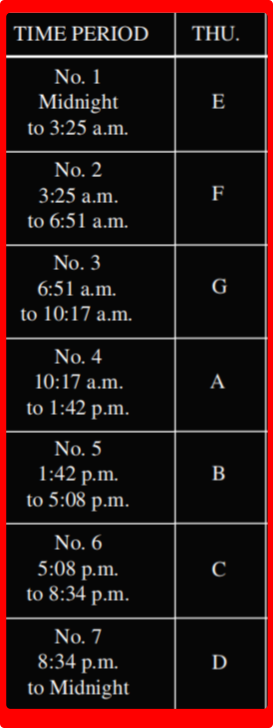 TIME PERIOD THU.
No. 1
Midnight
to 3:25 a.m.
E
No. 2
3:25 a.m.
to 6:51 a.m.
F
No. 3
6:51 a.m.
to 10:17 a.m.
G
No. 4
10:17 a.m.
to 1:42 p.m.
A
No. 5
1:42 p.m.
to 5:08 p.m.
B
No. 6
5:08 p.m.
to 8:34 p.m.
C
No. 7
8:34 p.m.
to Midnight
D